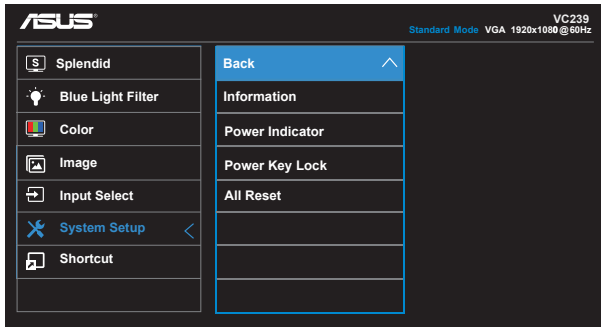 ASUS
VC239
Standard Mode VGA 1920x1080@60Hz
S Splendid
Blue Light Filter
Color
Image
Input Select
System Setup
Shortcut
Back
Information
Power Indicator
Power Key Lock
All Reset